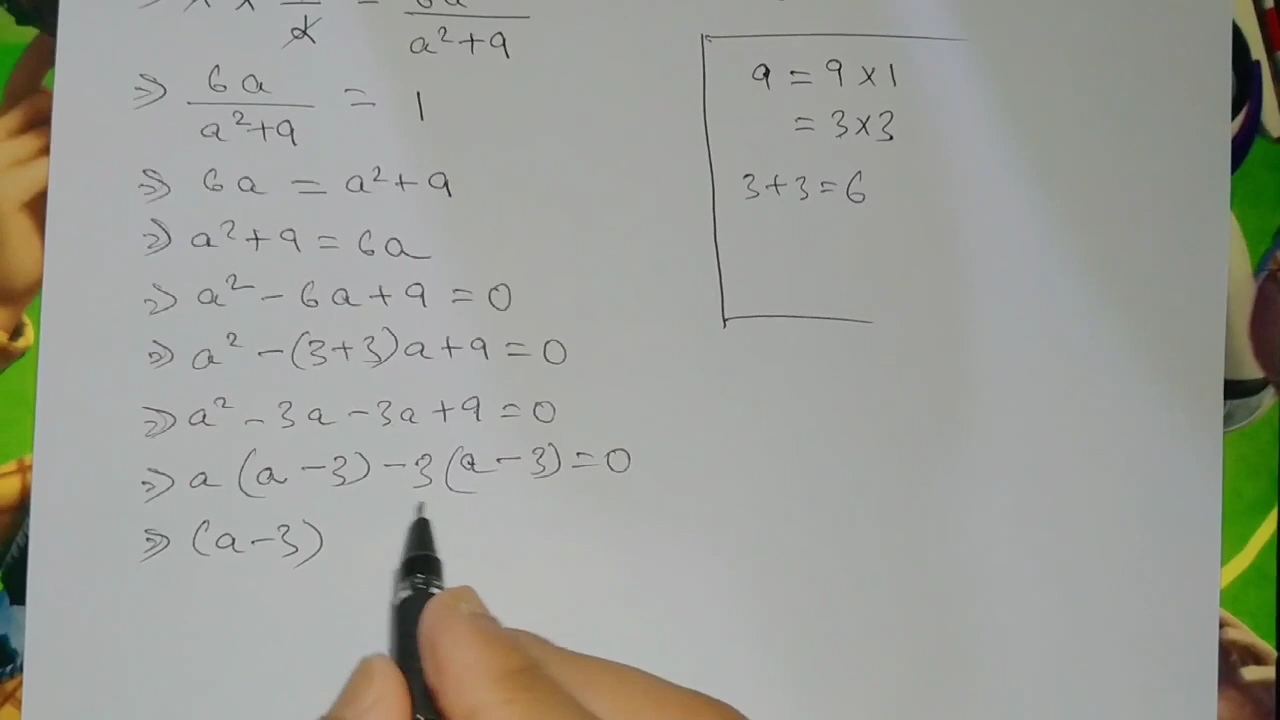 ⇒ 6a / a²+9 = 1
⇒ 6a = a²+9
⇒ a²+9 = 6a
⇒ a² - 6a + 9 = 0
⇒ a² - (3+3)a + 9 = 0
⇒ a² - 3a - 3a + 9 = 0
⇒ a(a-3) - 3(a-3) = 0
⇒ (a-3)
9 = 9×1
= 3×3
3+3=6